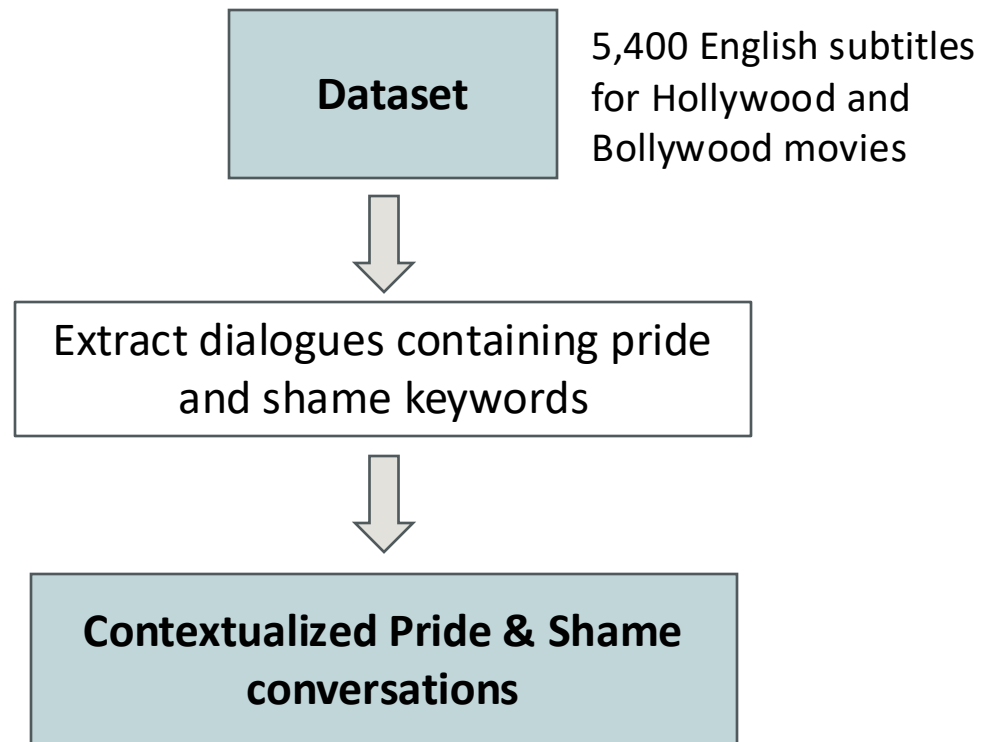 Dataset
5,400 English subtitles
for Hollywood and
Bollywood movies
Extract dialogues containing pride
and shame keywords
Contextualized Pride & Shame
conversations